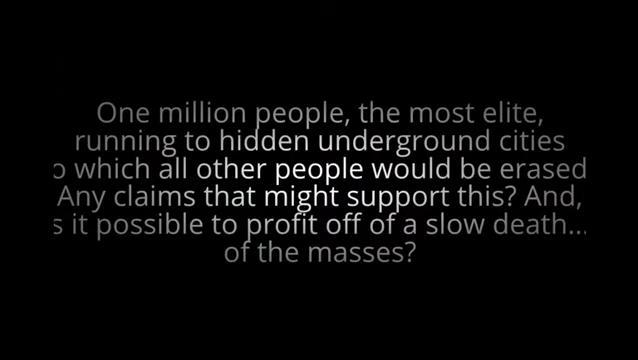 One million people, the most elite,
running to hidden underground cities
o which all other people would be erased
Any claims that might support this? And,
s it possible to profit off of a slow death...
of the masses?